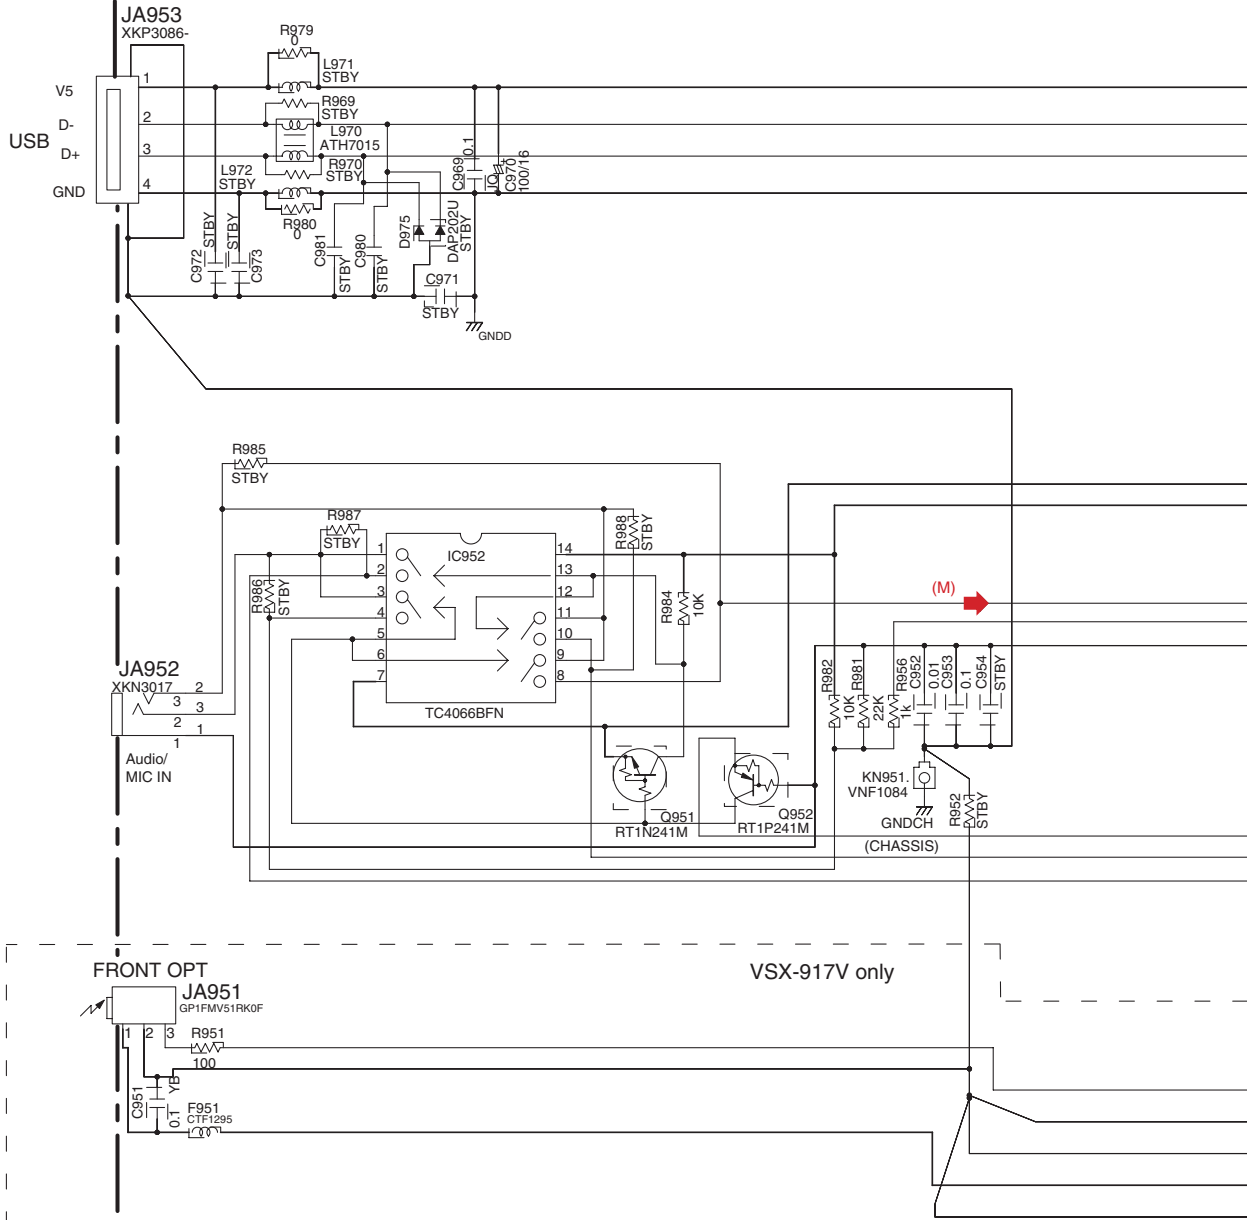 JA953
XKP3086-
R979
0
L971
STBY
V5
1
R969
STBY
D-
2
USB
L970
ATH7015
D+
3
L972
STBY
R970
STBY
GND
4
R980
0
C969
0.1
JQ
C970
100/16
+
C972
STBY
STBY
C973
C981
STBY
C980
STBY
D975
DAP202U
STBY
C971
STBY
GNDD
R985
STBY
R987
STBY
R988
STBY
IC952
1
2
3
4
5
6
7
14
13
12
11
10
9
8
TC4066BFN
R986
STBY
R984
10K
(M)
JA952
XKN3017
2
3
3
2
1
1
Audio/
MIC IN
R982
10K
R981
22K
R956
1k
C952
0.01
C953
0.1
C954
STBY
Q951
RT1N241M
Q952
RT1P241M
KN951.
VNF1084
GNDCH
(CHASSIS)
R952
STBY
FRONT OPT
VSX-917V only
JA951
GP1FMV51RK0F
1
2
3
R951
100
C951
YB
0.1
F951
CTF1295